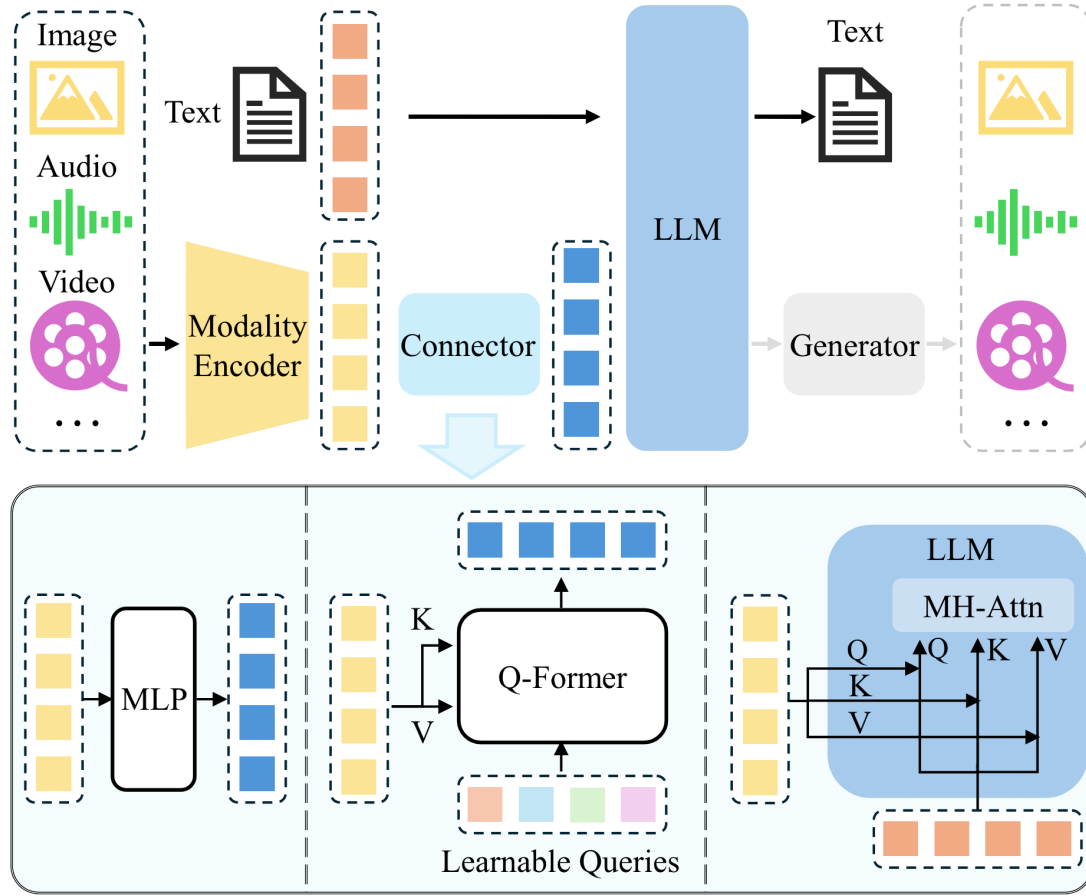 Image
Text
Text
Audio
LLM
Video
Modality
Encoder
Connector
Generator
...
...
LLM
MH-Attn
K
Q
Q
K
V
MLP
Q-Former
K
V
V
Learnable Queries